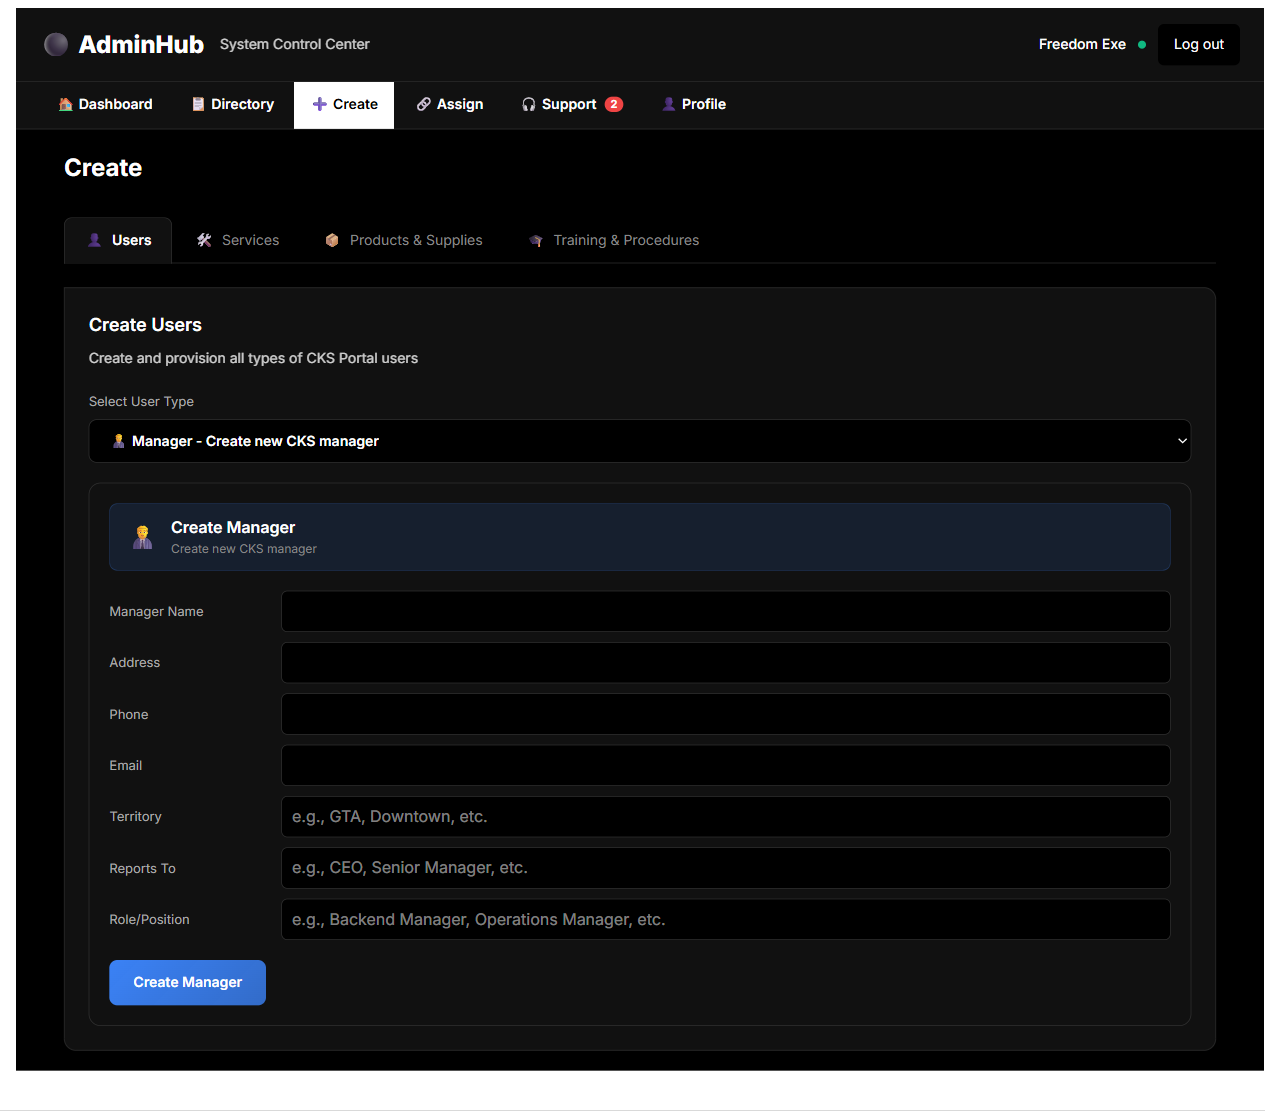 AdminHub System Control Center Freedom Exe Log out
Dashboard Directory Create Assign Support 2 Profile
Create
Users Services Products & Supplies Training & Procedures
Create Users
Create and provision all types of CKS Portal users
Select User Type
Manager - Create new CKS manager
Create Manager
Create new CKS manager
Manager Name
Address
Phone
Email
Territory e.g., GTA, Downtown, etc.
Reports To e.g., CEO, Senior Manager, etc.
Role/Position e.g., Backend Manager, Operations Manager, etc.
Create Manager